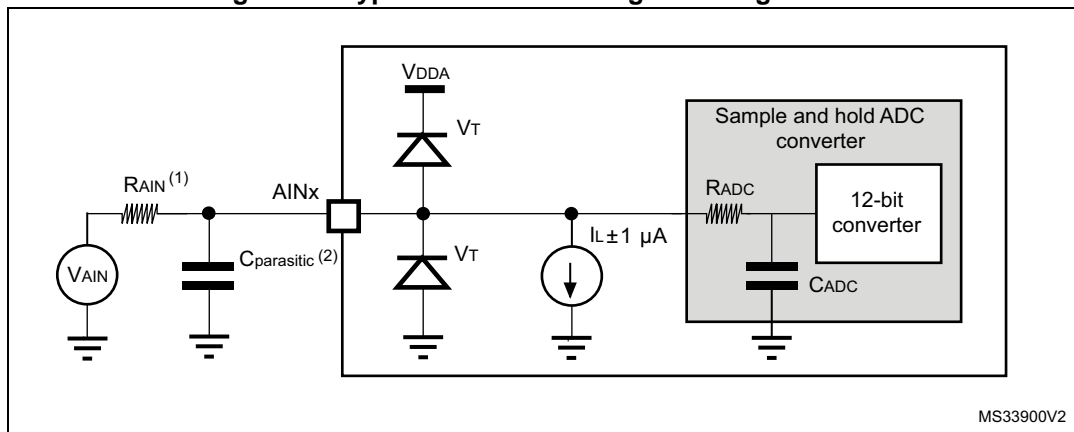 VDDA
VT
Sample and hold ADC
converter
RAIN (1)
AINx
RADC
12-bit
converter
IL±1 µA
VT
Cparasitic (2)
VAIN
CADC
MS33900V2